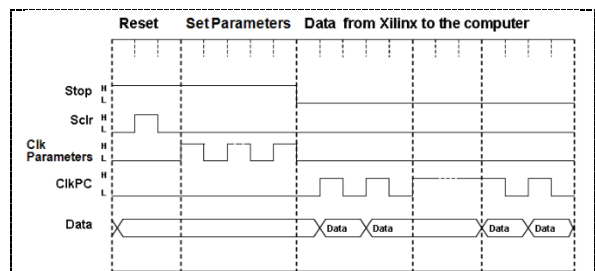 Reset Set Parameters Data from Xilinx to the computer
Stop H
L
Sclr H
L
Clk
Parameters H
L
ClkPC H
L
Data Data Data Data Data